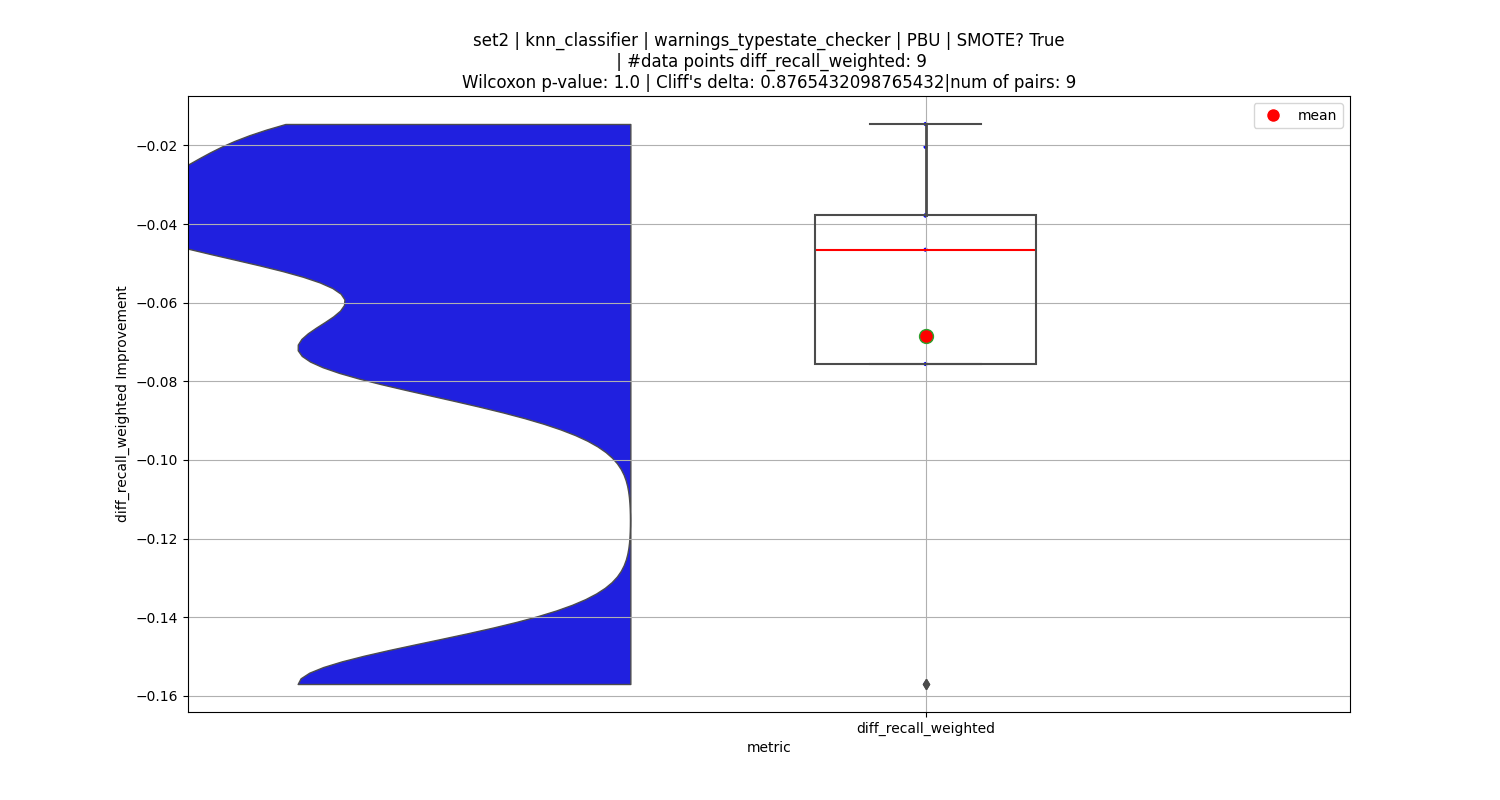 set2 | knn_classifier | warnings_typestate_checker | PBU | SMOTE? True
| #data points diff_recall_weighted: 9
Wilcoxon p-value: 1.0 | Cliff's delta: 0.8765432098765432|num of pairs: 9
mean
−0.02
−0.04
−0.06
−0.08
−0.10
−0.12
−0.14
−0.16
diff_recall_weighted Improvement
diff_recall_weighted
metric